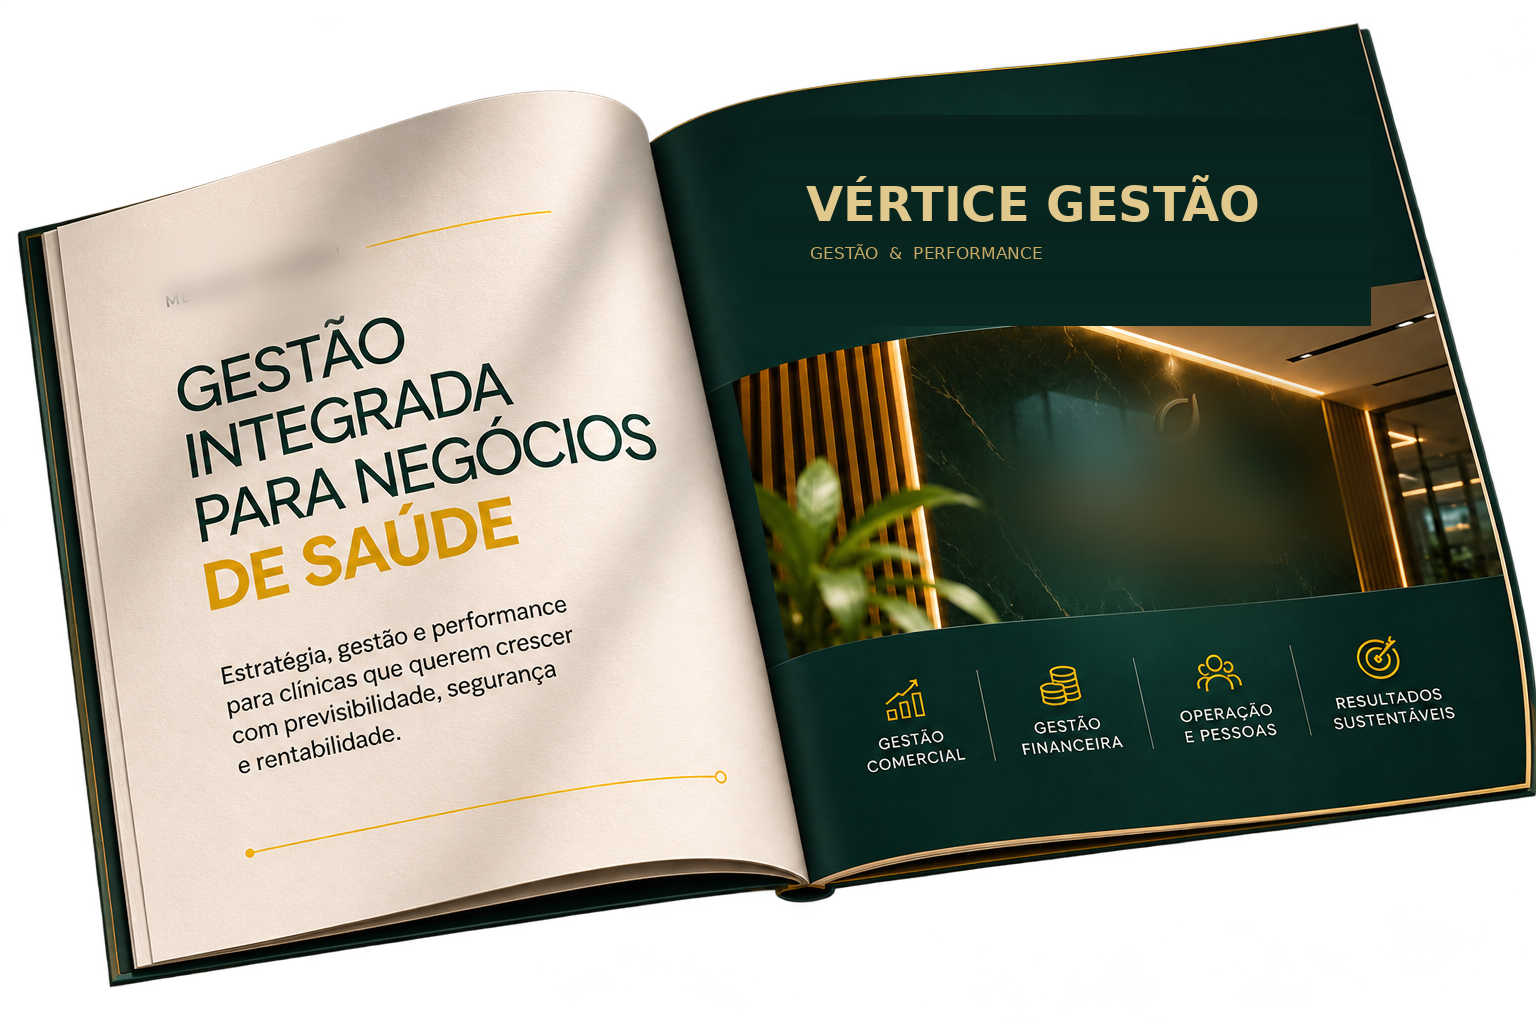 GESTÃO
INTEGRADA
PARA NEGÓCIOS
DE SAÚDE
Estratégia, gestão e performance
para clínicas que querem crescer
com previsibilidade, segurança
e rentabilidade.
VÉRTICE GESTÃO
GESTÃO & PERFORMANCE
GESTÃO
COMERCIAL
GESTÃO
FINANCEIRA
OPERAÇÃO
E PESSOAS
RESULTADOS
SUSTENTÁVEIS